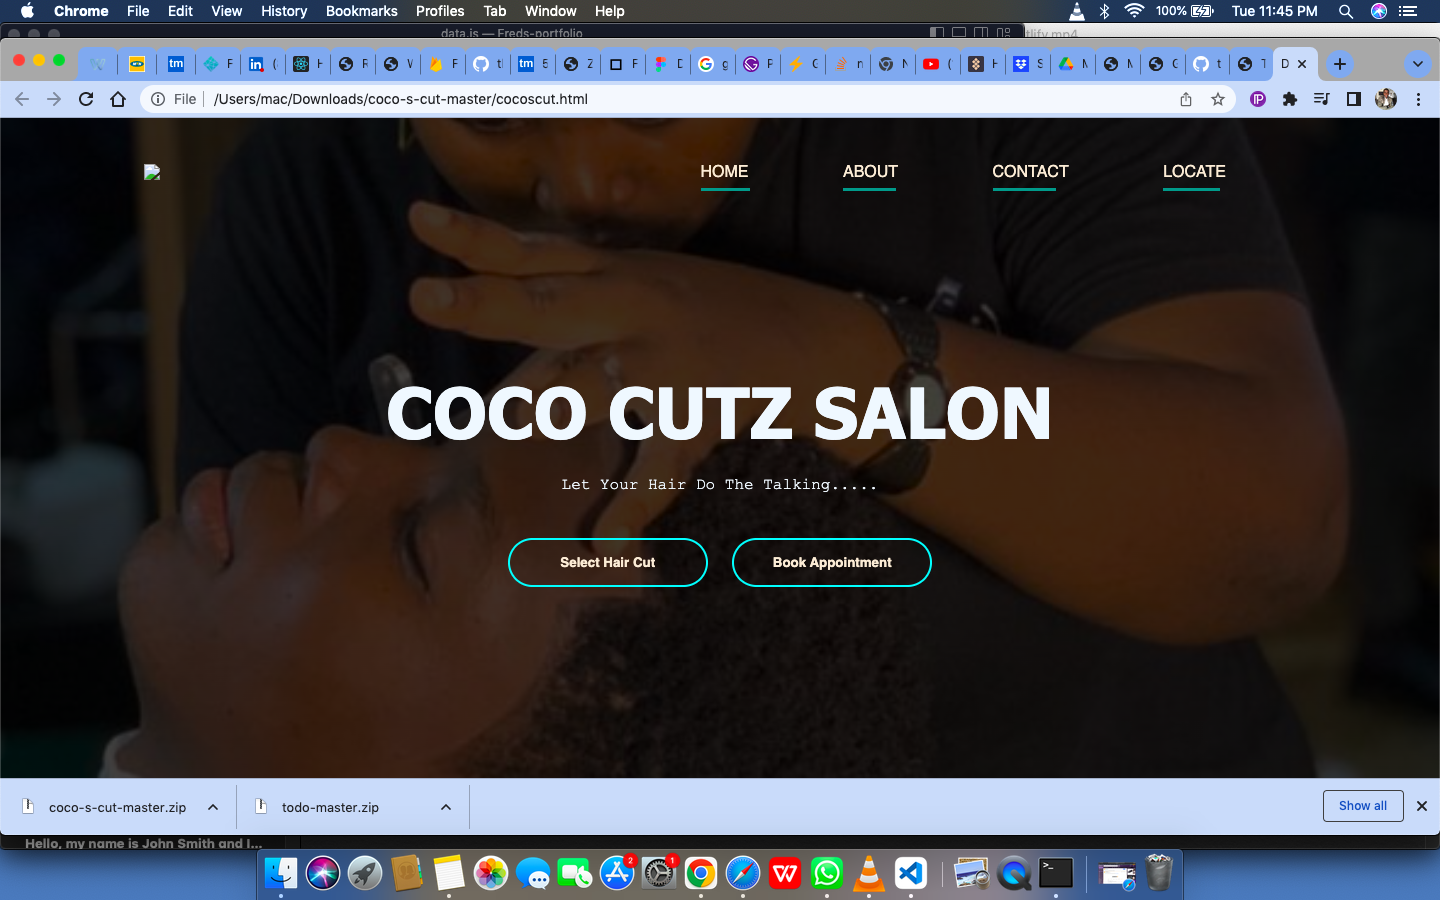 Chrome File Edit View History Bookmarks Profiles Tab Window Help 100% Tue 11:45 PM
data.js — Freds-portfolio
tlify.mp4
File /Users/mac/Downloads/coco-s-cut-master/cocoscut.html
HOME ABOUT CONTACT LOCATE
COCO CUTZ SALON
Let Your Hair Do The Talking.....
Select Hair Cut Book Appointment
coco-s-cut-master.zip todo-master.zip Show all
Hello, my name is John Smith and I...